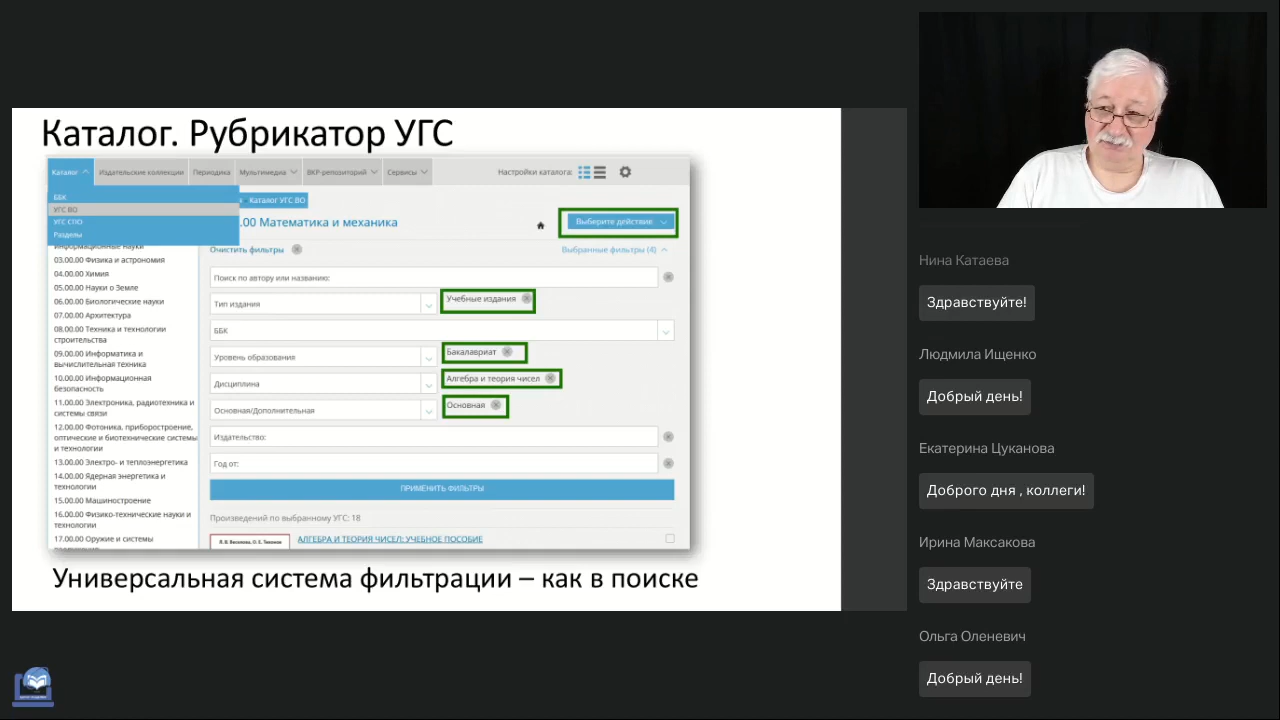 Каталог. Рубрикатор УГС
Каталог
Издательские коллекции
Периодика
Мультимедиа
ВКР-репозиторий
Сервисы
Настройки каталога:
ББК
УГС ВО
УГС СПО
Разделы
Каталог УГС ВО
.00 Математика и механика
Выберите действие
Очистить фильтры
Выбранные фильтры (4)
информационные науки
03.00.00 Физика и астрономия
04.00.00 Химия
05.00.00 Науки о Земле
06.00.00 Биологические науки
07.00.00 Архитектура
08.00.00 Техника и технологии
строительства
09.00.00 Информатика и
вычислительная техника
10.00.00 Информационная
безопасность
11.00.00 Электроника, радиотехника и
системы связи
12.00.00 Фотоника, приборостроение,
оптические и биотехнические системы
и технологии
13.00.00 Электро- и теплоэнергетика
14.00.00 Ядерная энергетика и
технологии
15.00.00 Машиностроение
16.00.00 Физико-технические науки и
технологии
17.00.00 Оружие и системы
Поиск по автору или названию:
Тип издания
Учебные издания
ББК
Уровень образования
Бакалавриат
Дисциплина
Алгебра и теория чисел
Основная/Дополнительная
Основная
Издательство:
Год от:
ПРИМЕНИТЬ ФИЛЬТРЫ
Произведений по выбранному УГС: 18
АЛГЕБРА И ТЕОРИЯ ЧИСЕЛ: УЧЕБНОЕ ПОСОБИЕ
Универсальная система фильтрации – как в поиске
Нина Катаева
Здравствуйте!
Людмила Ищенко
Добрый день!
Екатерина Цуканова
Доброго дня , коллеги!
Ирина Максакова
Здравствуйте
Ольга Оленевич
Добрый день!